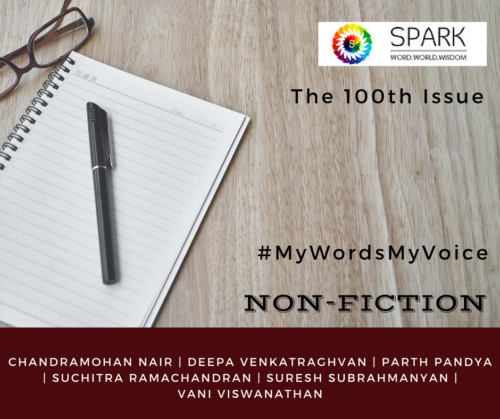 SPARK
WORD.WORLD.WISDOM
The 100th Issue
#MyWordsMyVoice
NON-FICTION
CHANDRAMOHAN NAIR | DEEPA VENKATRAGHVAN | PARTH PANDYA
| SUCHITRA RAMACHANDRAN | SURESH SUBRAHMANYAN |
VANI VISWANATHAN